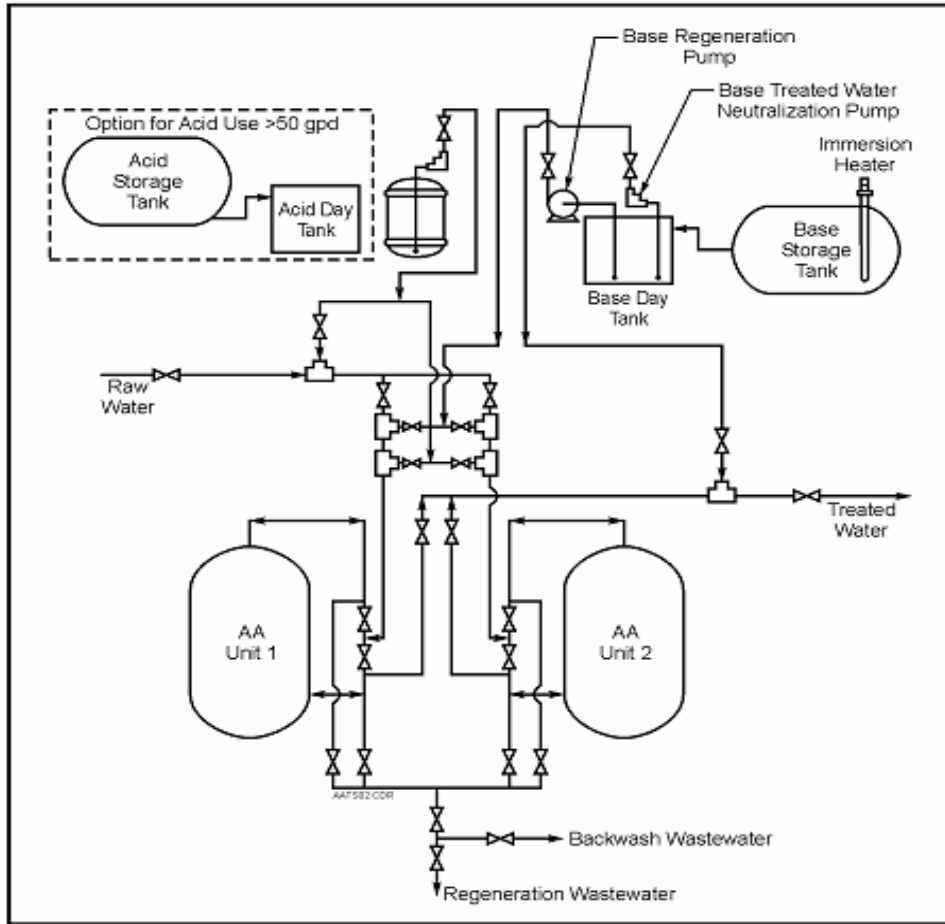 Base Regeneration
Pump
Base Treated Water
Neutralization Pump
Option for Acid Use >50 gpd
Immersion
Heater
Acid
Storage
Tank
Acid Day
Tank
Base
Storage
Tank
Base Day
Tank
Raw
Water
Treated
Water
AA
Unit 1
AA
Unit 2
AATS02.CDR
Backwash Wastewater
Regeneration Wastewater